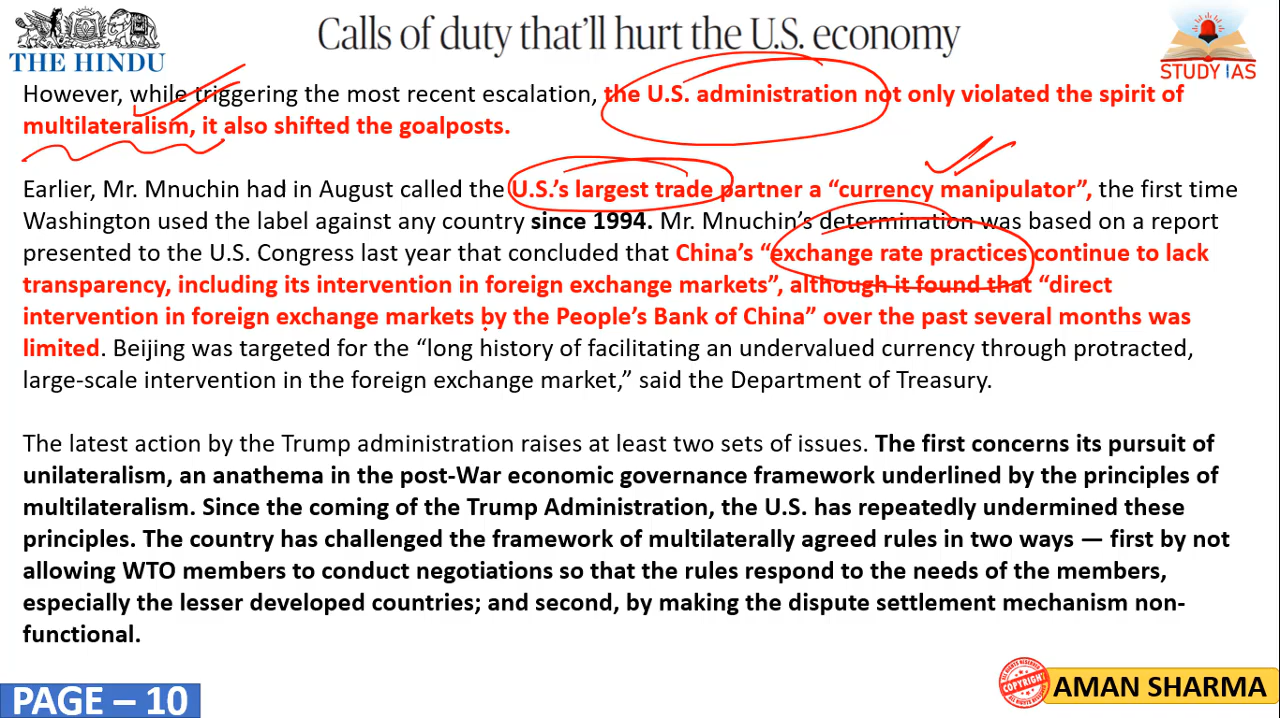 Calls of duty that'll hurt the U.S. economy
THE HINDU
STUDY IAS
However, while triggering the most recent escalation, the U.S. administration not only violated the spirit of
multilateralism, it also shifted the goalposts.
Earlier, Mr. Mnuchin had in August called the U.S.'s largest trade partner a “currency manipulator”, the first time
Washington used the label against any country since 1994. Mr. Mnuchin's determination was based on a report
presented to the U.S. Congress last year that concluded that China's “exchange rate practices continue to lack
transparency, including its intervention in foreign exchange markets”, although it found that “direct
intervention in foreign exchange markets by the People's Bank of China” over the past several months was
limited. Beijing was targeted for the “long history of facilitating an undervalued currency through protracted,
large-scale intervention in the foreign exchange market,” said the Department of Treasury.
The latest action by the Trump administration raises at least two sets of issues. The first concerns its pursuit of
unilateralism, an anathema in the post-War economic governance framework underlined by the principles of
multilateralism. Since the coming of the Trump Administration, the U.S. has repeatedly undermined these
principles. The country has challenged the framework of multilaterally agreed rules in two ways — first by not
allowing WTO members to conduct negotiations so that the rules respond to the needs of the members,
especially the lesser developed countries; and second, by making the dispute settlement mechanism non-
functional.
PAGE – 10
COPYRIGHT
AMAN SHARMA